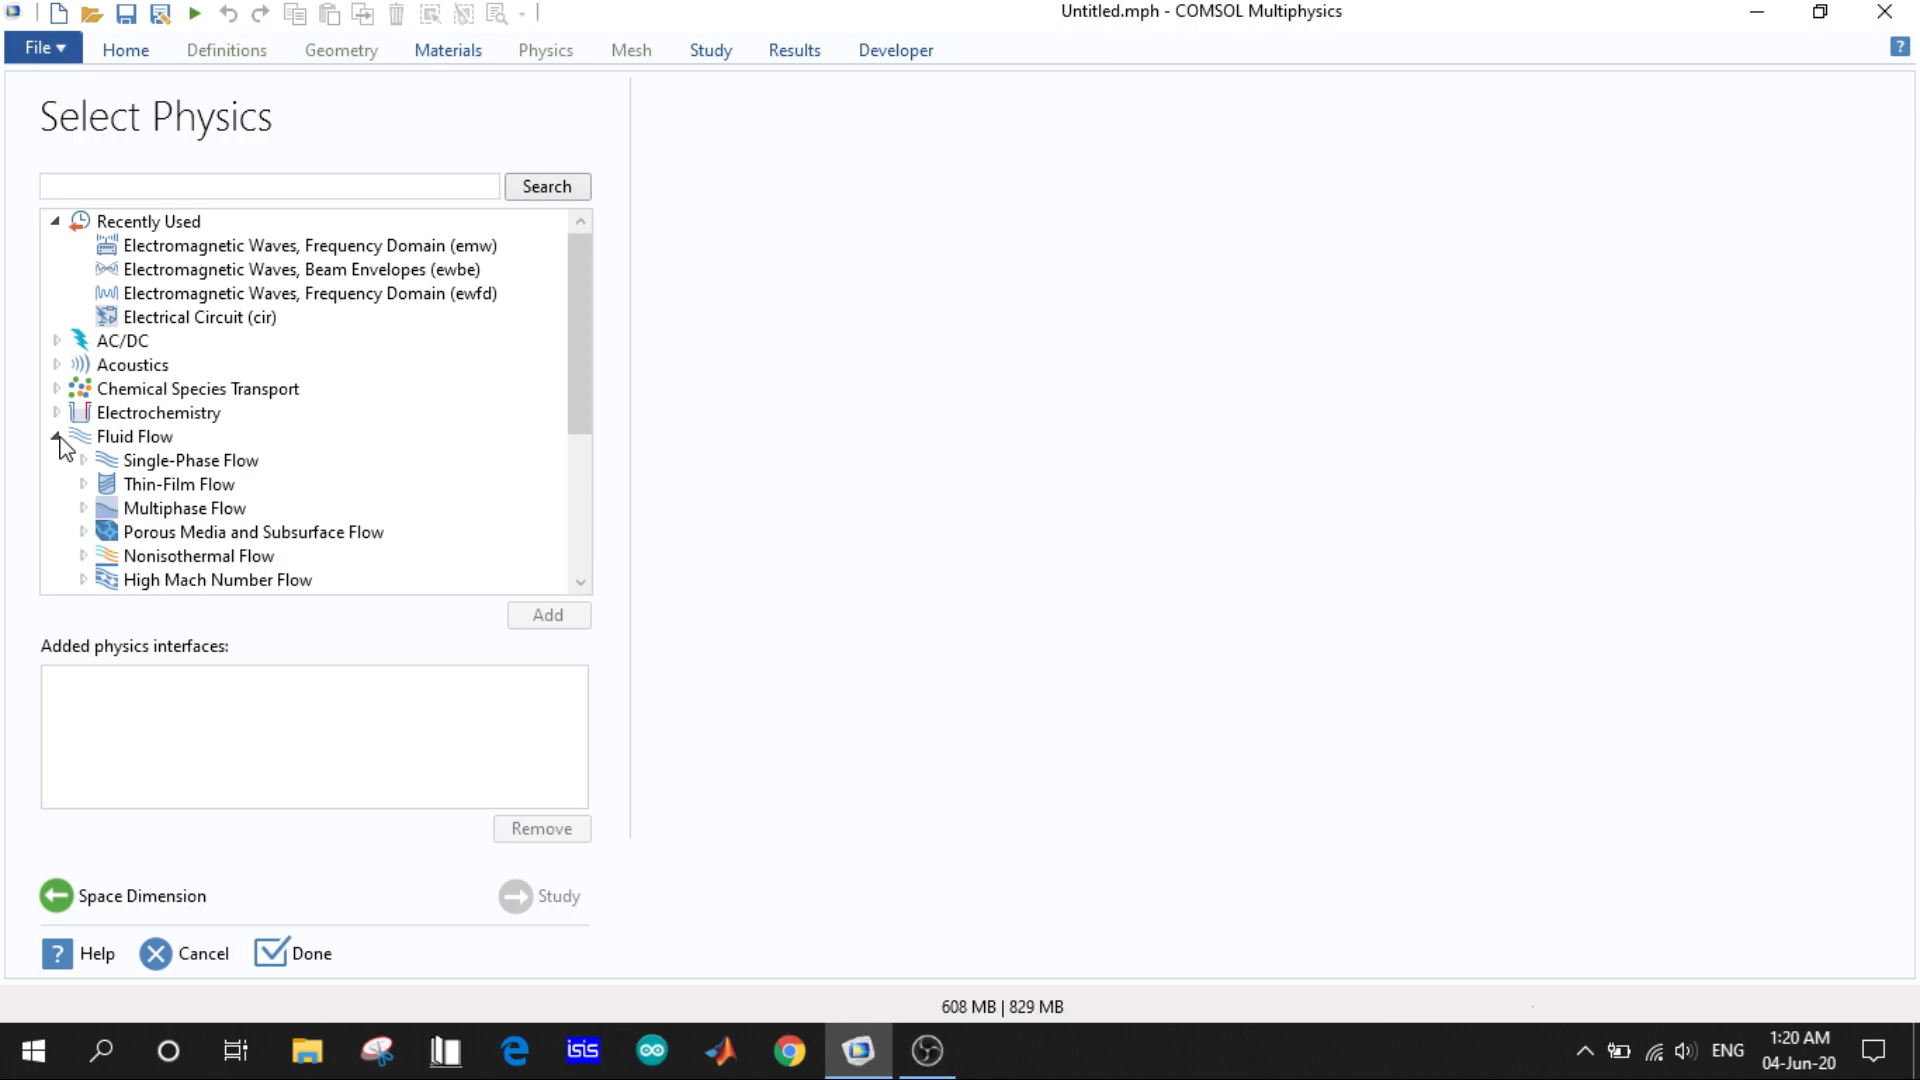 Untitled.mph - COMSOL Multiphysics
File Home Definitions Geometry Materials Physics Mesh Study Results Developer ?
Select Physics
Search
Recently Used
Electromagnetic Waves, Frequency Domain (emw)
Electromagnetic Waves, Beam Envelopes (ewbe)
Electromagnetic Waves, Frequency Domain (ewfd)
Electrical Circuit (cir)
AC/DC
Acoustics
Chemical Species Transport
Electrochemistry
Fluid Flow
Single-Phase Flow
Thin-Film Flow
Multiphase Flow
Porous Media and Subsurface Flow
Nonisothermal Flow
High Mach Number Flow
Add
Added physics interfaces:
Remove
Space Dimension Study
? Help Cancel Done
608 MB | 829 MB
isis
ENG
1:20 AM
04-Jun-20